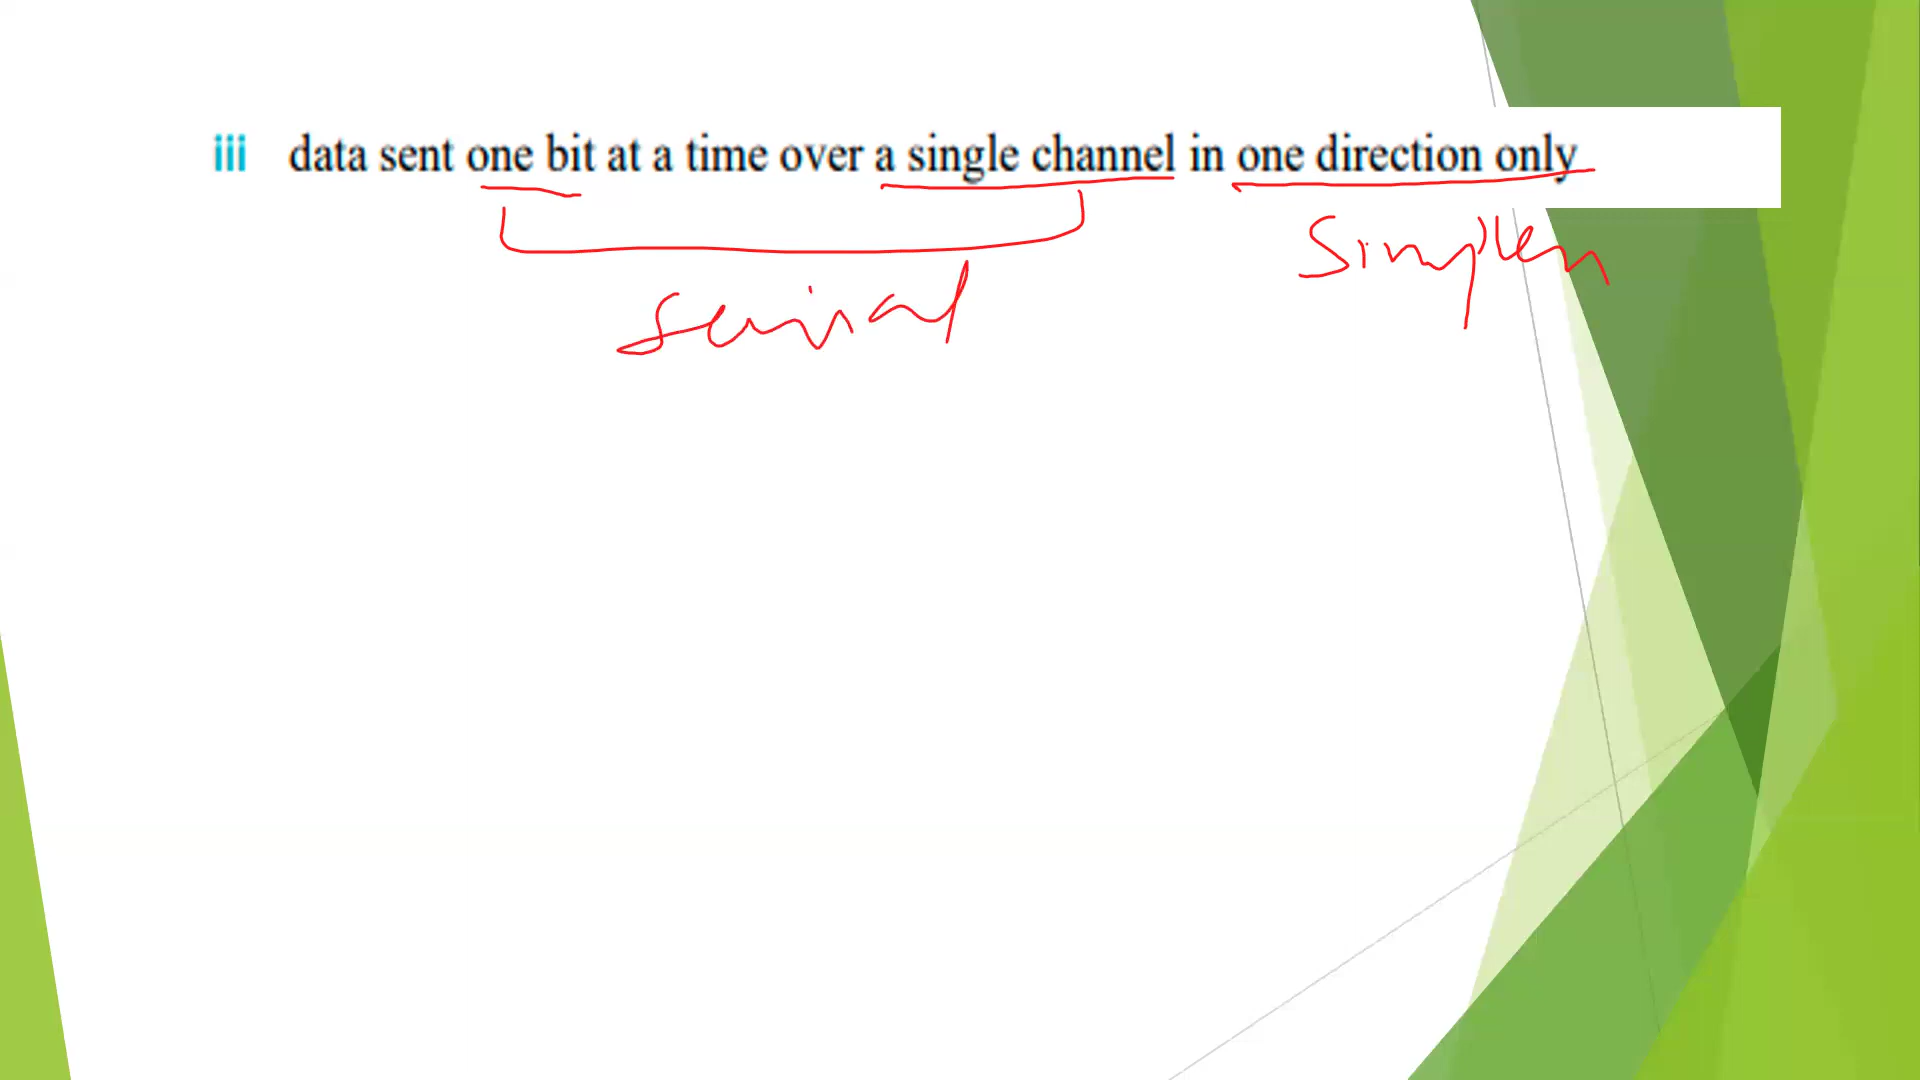 iii data sent one bit at a time over a single channel in one direction only
Simplex
serial